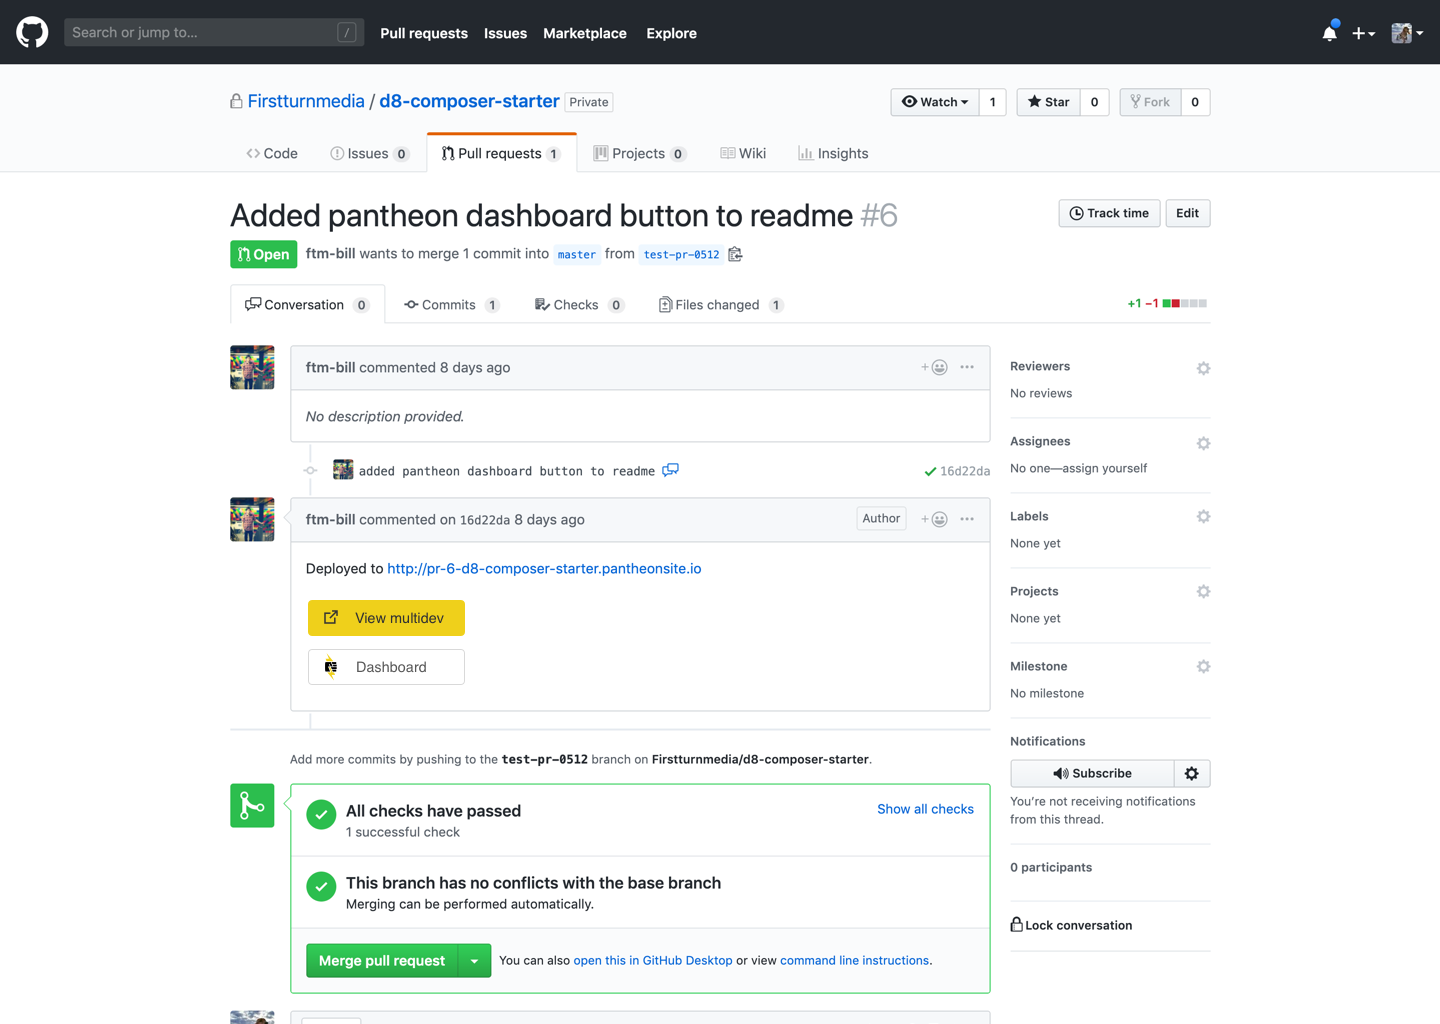 Search or jump to... /
Pull requests Issues Marketplace Explore
Firstturnmedia / d8-composer-starter Private
Watch 1 Star 0 Fork 0
Code Issues 0 Pull requests 1 Projects 0 Wiki Insights
Added pantheon dashboard button to readme #6
Track time Edit
Open ftm-bill wants to merge 1 commit into master from test-pr-0512
Conversation 0 Commits 1 Checks 0 Files changed 1 +1 −1
ftm-bill commented 8 days ago
No description provided.
added pantheon dashboard button to readme 16d22da
ftm-bill commented on 16d22da 8 days ago Author
Deployed to http://pr-6-d8-composer-starter.pantheonsite.io
View multidev
Dashboard
Add more commits by pushing to the test-pr-0512 branch on Firstturnmedia/d8-composer-starter.
All checks have passed Show all checks
1 successful check
This branch has no conflicts with the base branch
Merging can be performed automatically.
Merge pull request You can also open this in GitHub Desktop or view command line instructions.
Reviewers
No reviews
Assignees
No one—assign yourself
Labels
None yet
Projects
None yet
Milestone
No milestone
Notifications
Subscribe
You’re not receiving notifications
from this thread.
0 participants
Lock conversation